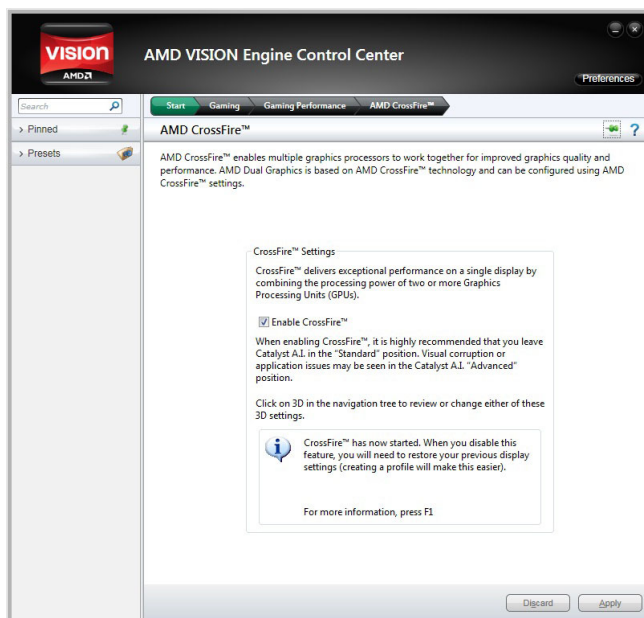 VISION
AMD
AMD VISION Engine Control Center
Preferences
Search
Start Gaming Gaming Performance AMD CrossFire™
Pinned
AMD CrossFire™
Presets
AMD CrossFire™ enables multiple graphics processors to work together for improved graphics quality and
performance. AMD Dual Graphics is based on AMD CrossFire™ technology and can be configured using AMD
CrossFire™ settings.
CrossFire™ Settings
CrossFire™ delivers exceptional performance on a single display by
combining the processing power of two or more Graphics
Processing Units (GPUs).
Enable CrossFire™
When enabling CrossFire™, it is highly recommended that you leave
Catalyst A.I. in the "Standard" position. Visual corruption or
application issues may be seen in the Catalyst A.I. "Advanced"
position.
Click on 3D in the navigation tree to review or change either of these
3D settings.
CrossFire™ has now started. When you disable this
feature, you will need to restore your previous display
settings (creating a profile will make this easier).
For more information, press F1
Discard Apply